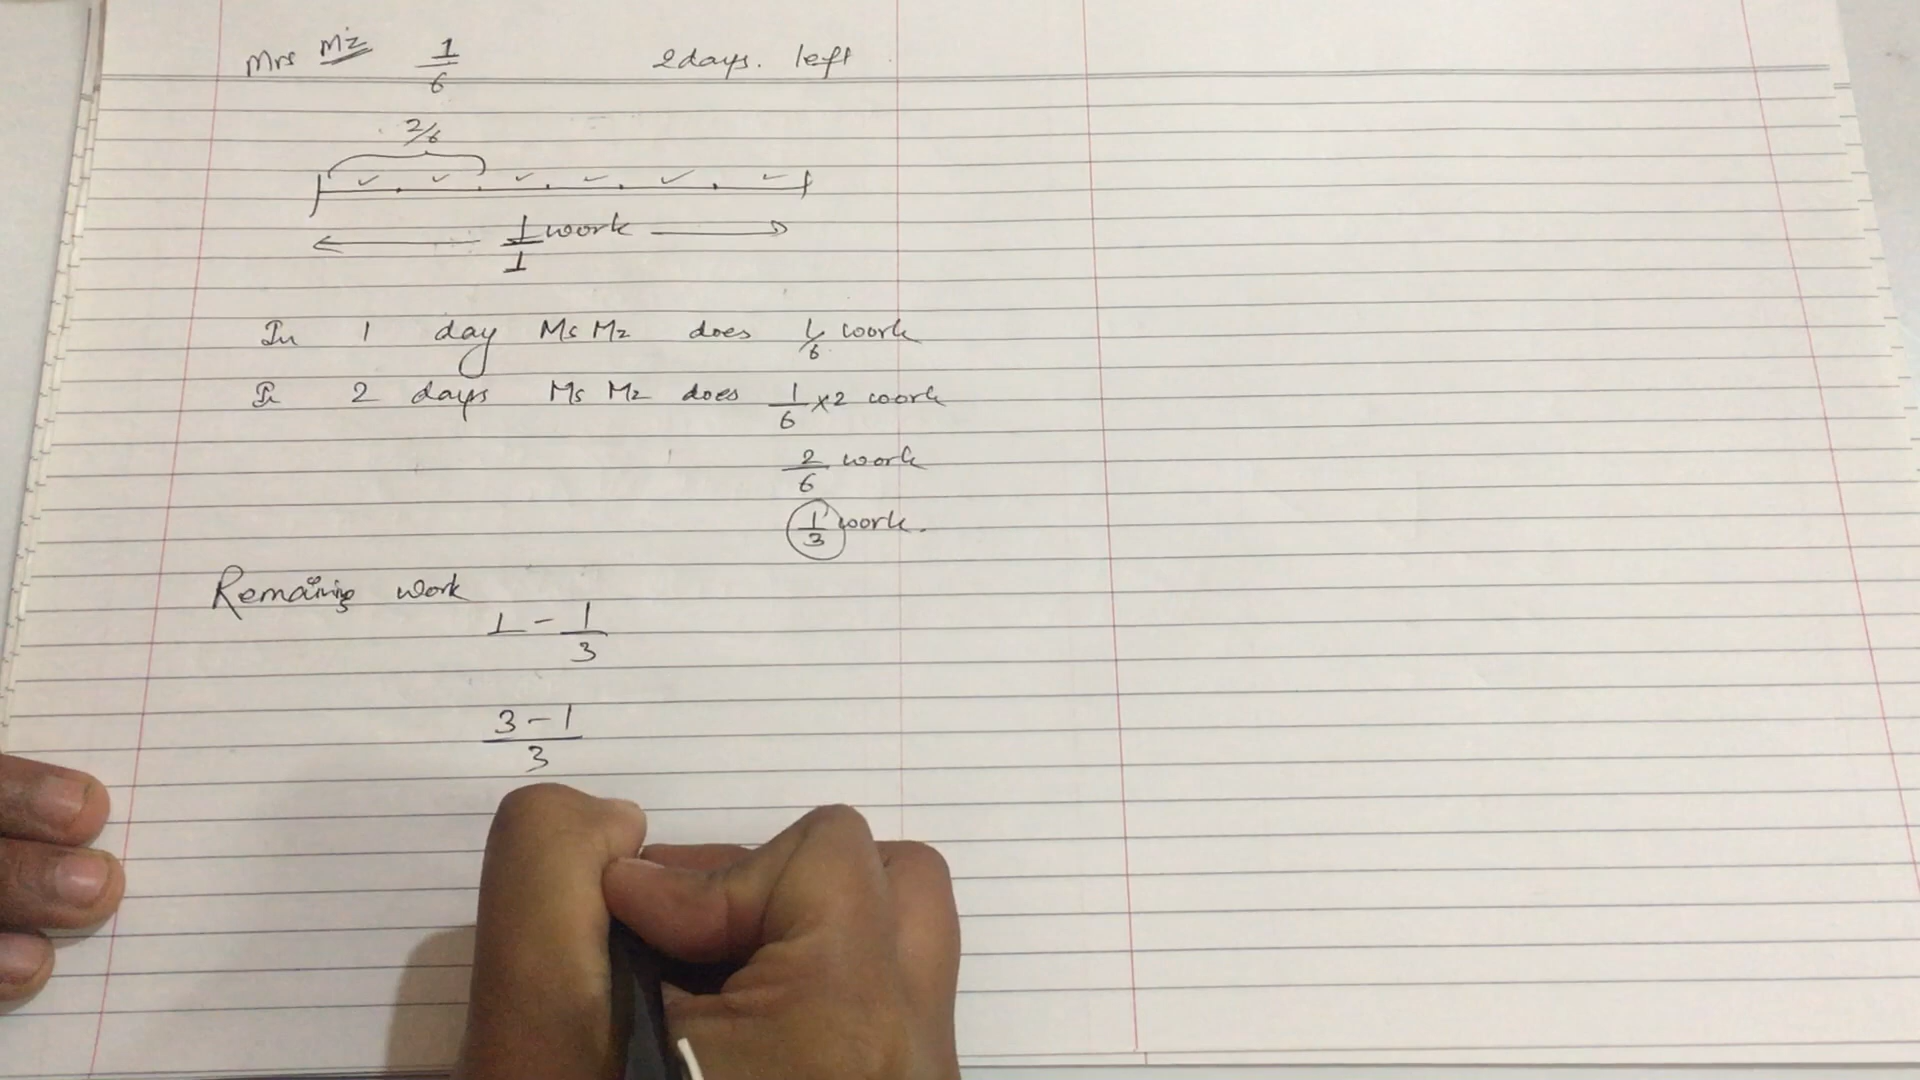 Mrs Mz 1/6 2days. left
2/6
1/1 work
In 1 day Ms Mz does 1/6 work
In 2 days Ms Mz does 1/6 x2 work
2/6 work
1/3 work.
Remaining work
1 - 1/3
3-1/3